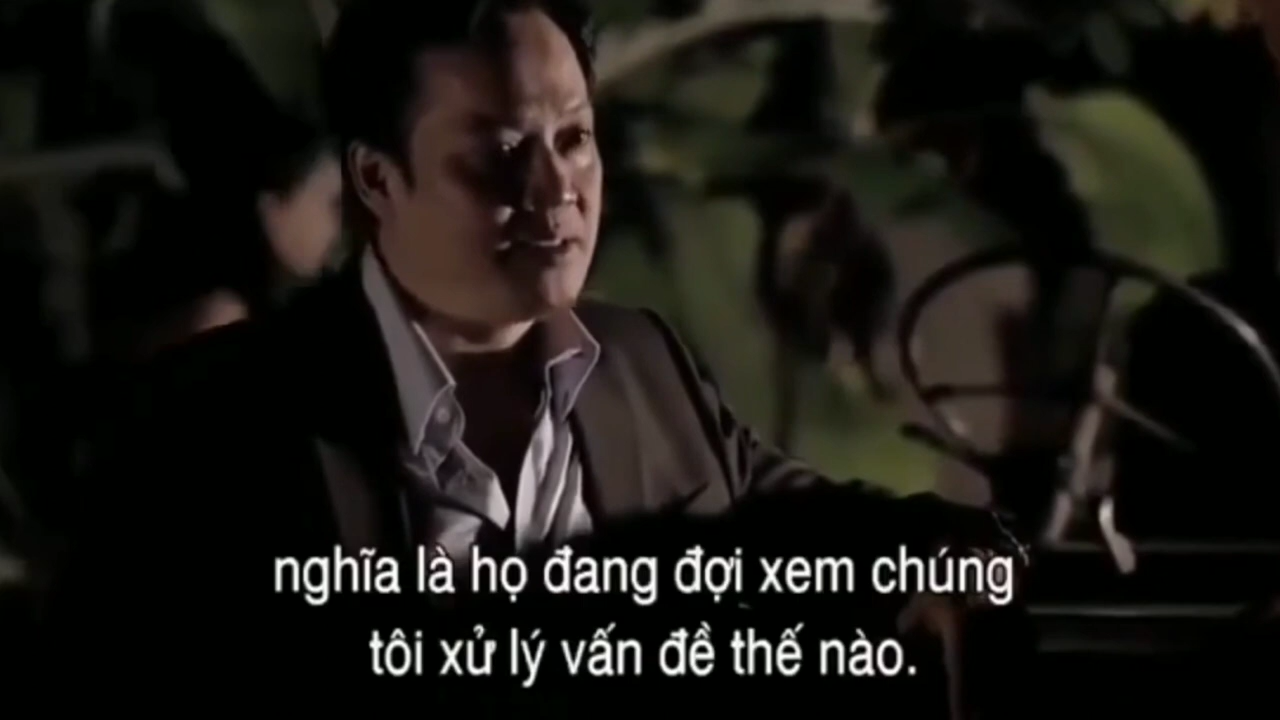 nghĩa là họ đang đợi xem chúng
tôi xử lý vấn đề thế nào.